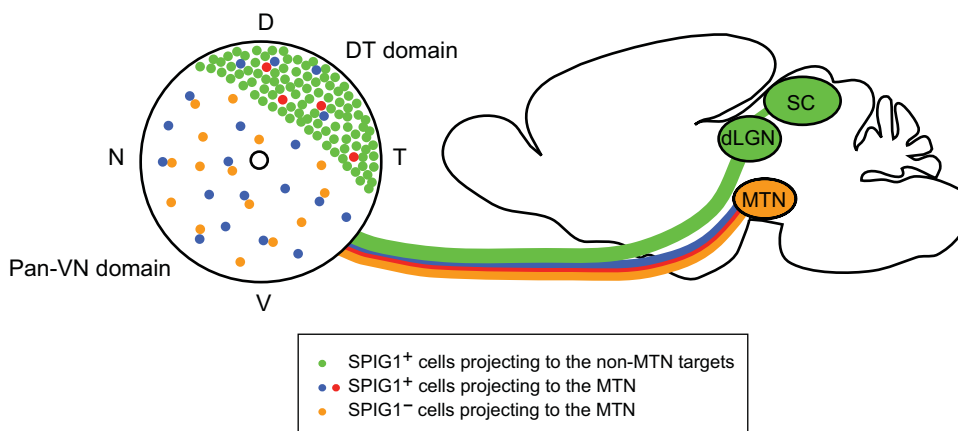 D
DT domain
SC
dLGN
N
T
MTN
Pan-VN domain
V
SPIG1⁺ cells projecting to the non-MTN targets
SPIG1⁺ cells projecting to the MTN
SPIG1⁻ cells projecting to the MTN